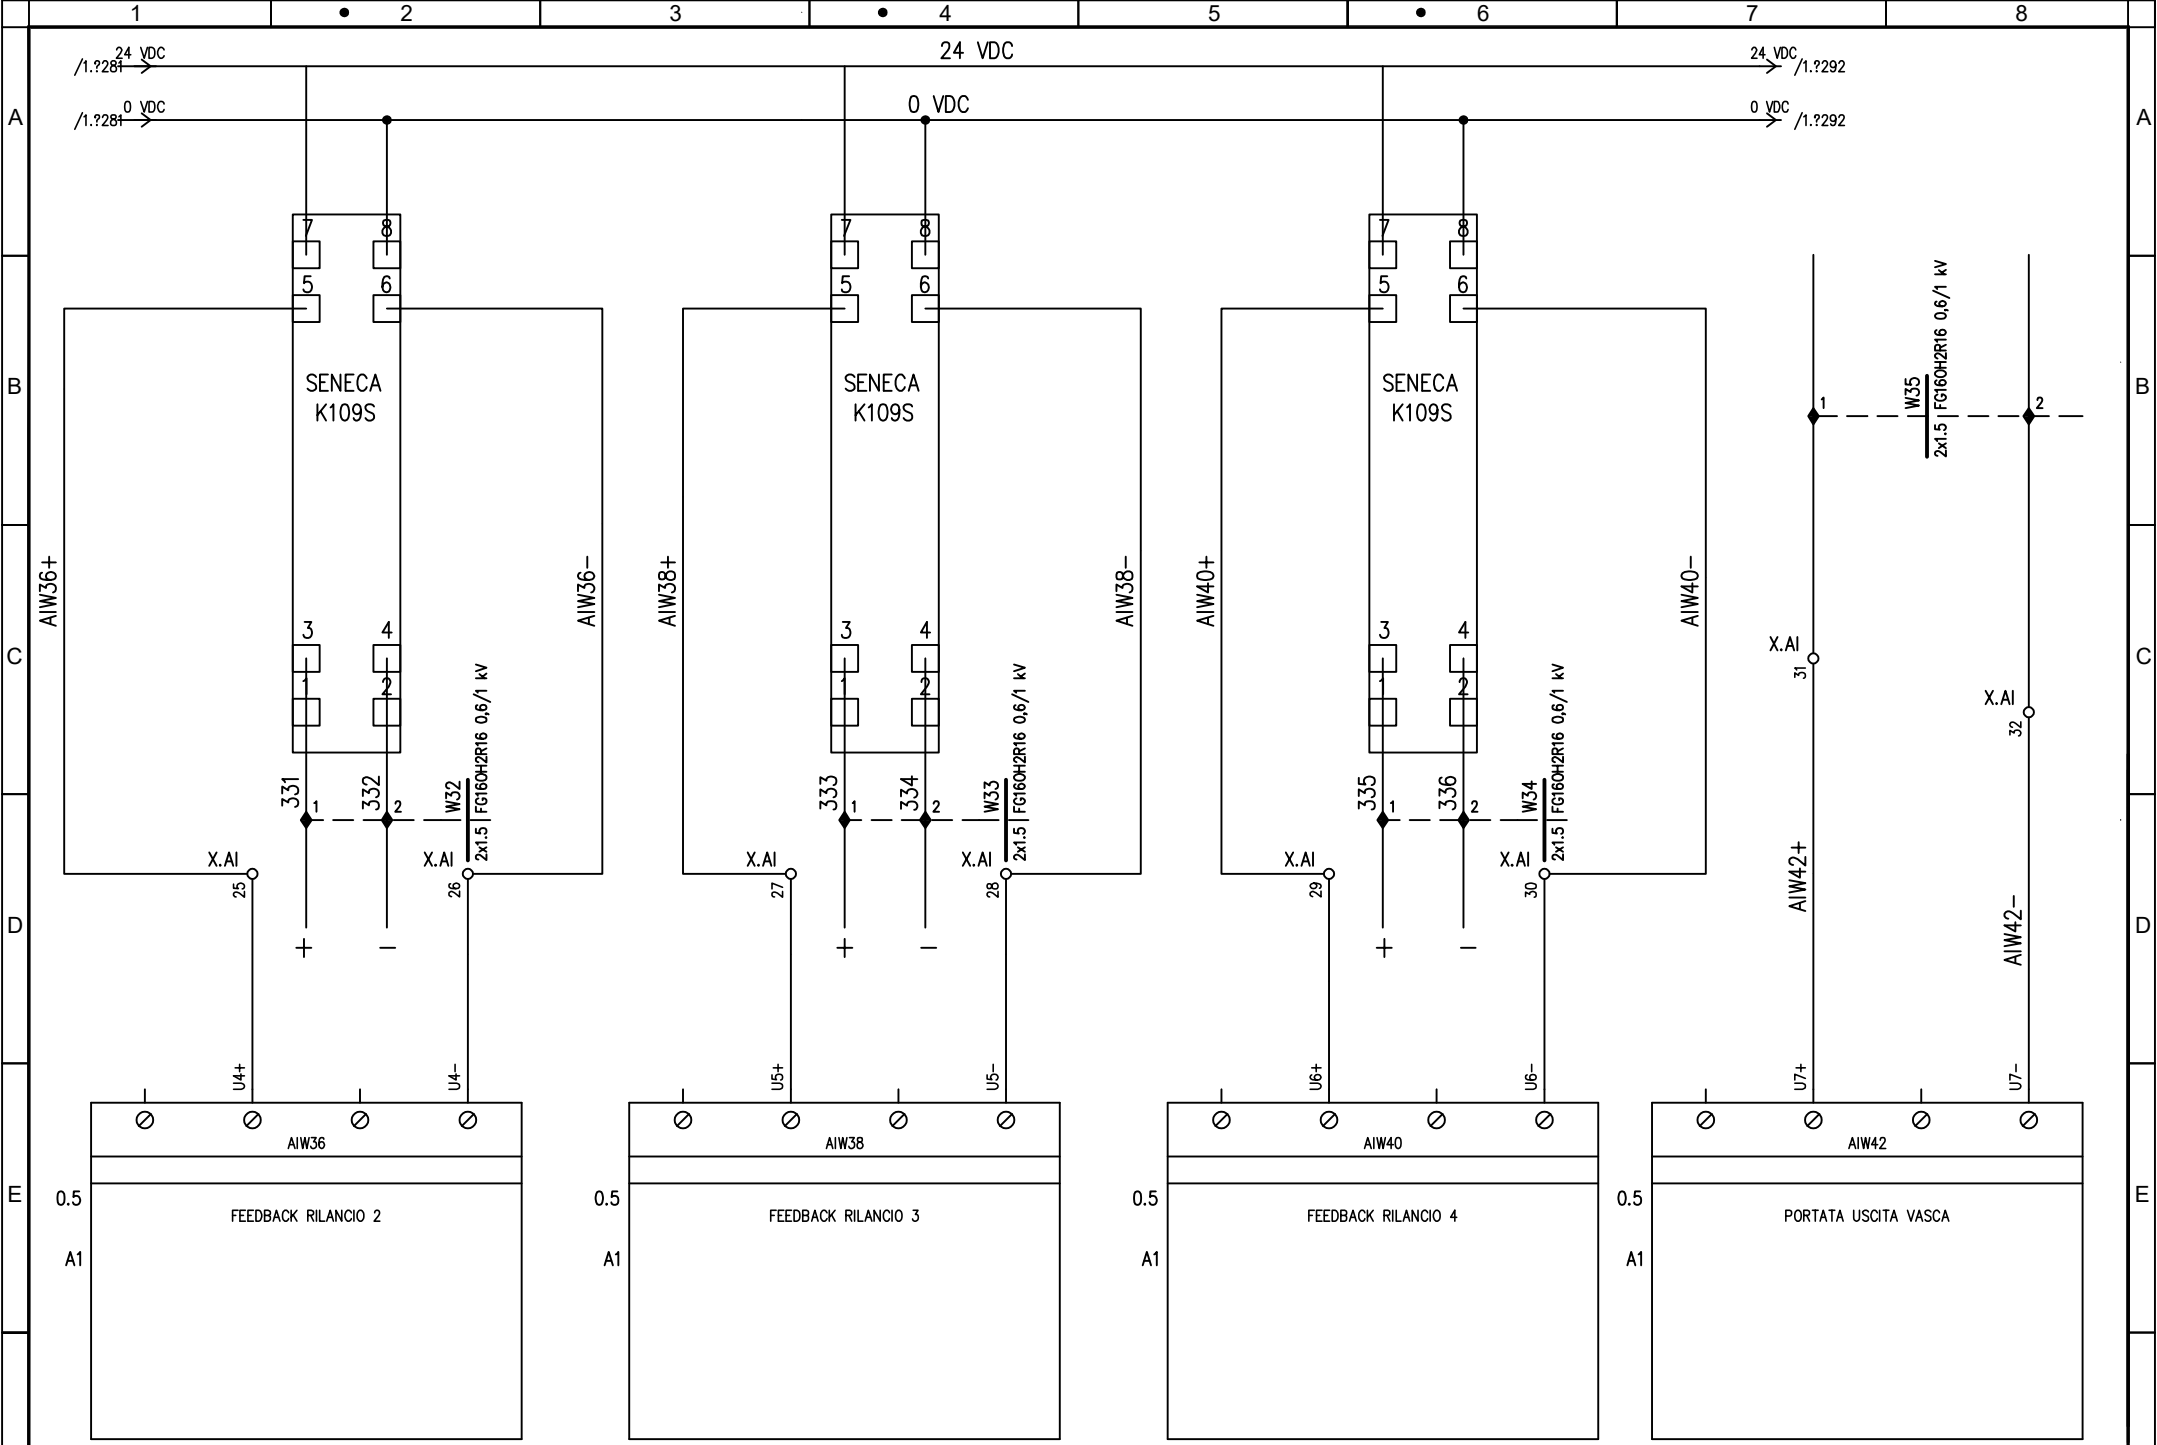 1 2 3 4 5 6 7 8
24 VDC
/1.?281
24 VDC
24 VDC
/1.?292
0 VDC
/1.?281
0 VDC
0 VDC
/1.?292
A A
7 8
7 8
7 8
5 6
5 6
5 6
SENECA
K109S
SENECA
K109S
SENECA
K109S
W35
2x1.5 FG16OH2R16 0,6/1 kV
1 2
B B
AIW36+
AIW36-
AIW38+
AIW38-
AIW40+
AIW40-
3 4
3 4
3 4
1 2
1 2
1 2
X.AI
31
X.AI
32
C C
331
1
332
2
W32
2x1.5 FG16OH2R16 0,6/1 kV
333
1
334
2
W33
2x1.5 FG16OH2R16 0,6/1 kV
335
1
336
2
W34
2x1.5 FG16OH2R16 0,6/1 kV
X.AI
25
X.AI
26
X.AI
27
X.AI
28
X.AI
29
X.AI
30
AIW42+
AIW42-
D D
+ -
+ -
+ -
U4+
U4-
U5+
U5-
U6+
U6-
U7+
U7-
AIW36
AIW38
AIW40
AIW42
E E
0.5
FEEDBACK RILANCIO 2
A1
0.5
FEEDBACK RILANCIO 3
A1
0.5
FEEDBACK RILANCIO 4
A1
0.5
PORTATA USCITA VASCA
A1